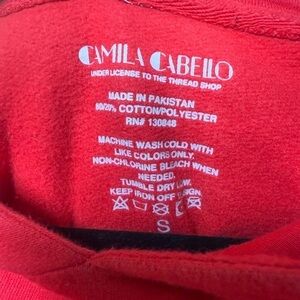 CAMILA CABELLO
UNDER LICENSE TO THE THREAD SHOP
MADE IN PAKISTAN
80/20% COTTON/POLYESTER
RN# 130848
MACHINE WASH COLD WITH
LIKE COLORS ONLY.
NON-CHLORINE BLEACH WHEN
NEEDED.
TUMBLE DRY LOW.
KEEP IRON OFF
S